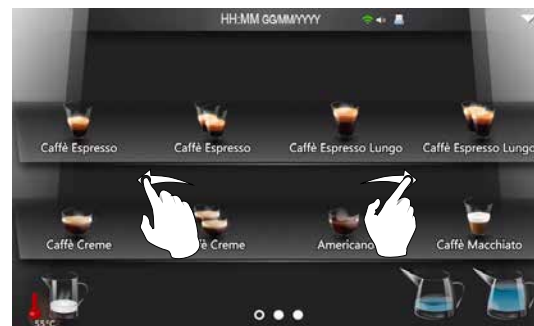 HH:MM GG/MM/YYYY
Caffè Espresso Caffè Espresso Caffè Espresso Lungo Caffè Espresso Lungo
Caffè Creme è Creme Americano Caffè Macchiato
55°C